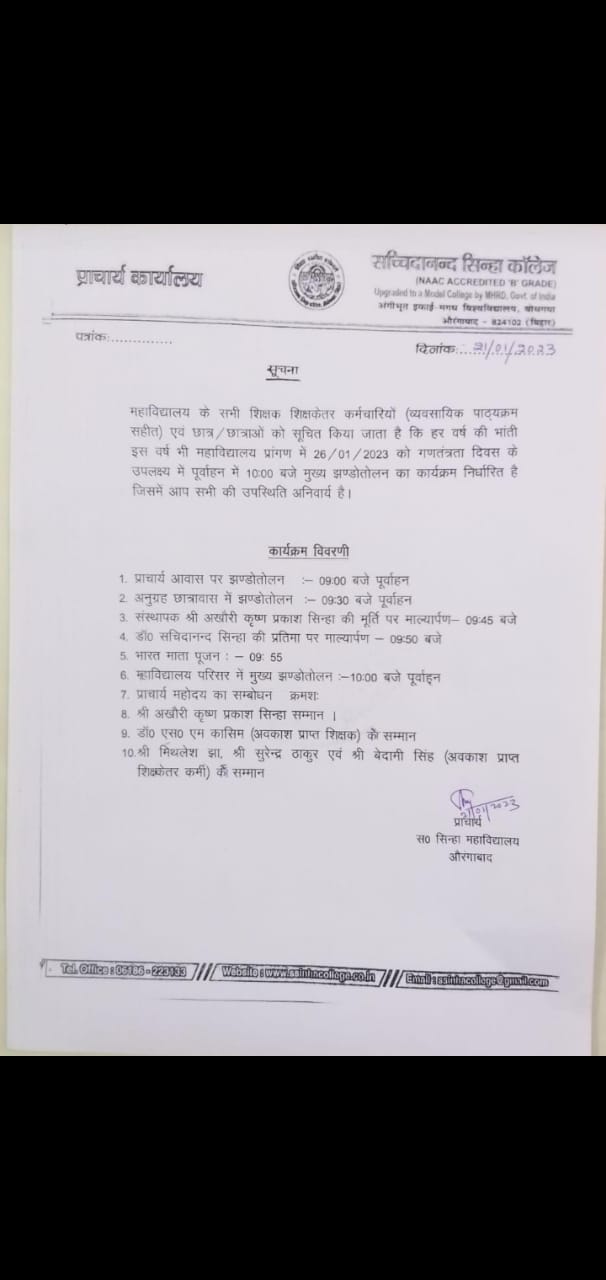 प्राचार्य कार्यालय
सच्चिदानन्द सिन्हा कॉलेज
(NAAC ACCREDITED 'B' GRADE)
Upgraded to a Model College by MHRD, Govt. of India
अंगीभूत इकाई मगध विश्वविद्यालय, बोधगया
औरंगाबाद - 824102 (बिहार)
पत्रांक:..............
दिनांक:..21/01/2023
सूचना
महाविद्यालय के सभी शिक्षक शिक्षकेतर कर्मचारियों (व्यवसायिक पाठ्यक्रम
सहीत) एवं छात्र/छात्राओं को सूचित किया जाता है कि हर वर्ष की भांती
इस वर्ष भी महाविद्यालय प्रांगण में 26/01/2023 को गणतंत्रता दिवस के
उपलक्ष्य में पूर्वाहन में 10:00 बजे मुख्य झण्डोतोलन का कार्यक्रम निर्धारित है
जिसमें आप सभी की उपस्थिति अनिवार्य है।
कार्यक्रम विवरणी
1. प्राचार्य आवास पर झण्डोतोलन :– 09:00 बजे पूर्वाहन
2. अनुग्रह छात्रावास में झण्डोतोलन :– 09:30 बजे पूर्वाहन
3. संस्थापक श्री अखौरी कृष्ण प्रकाश सिन्हा की मूर्ति पर माल्यार्पण– 09:45 बजे
4. डॉ0 सचिदानन्द सिन्हा की प्रतिमा पर माल्यार्पण – 09:50 बजे
5. भारत माता पूजन : – 09: 55
6. महाविद्यालय परिसर में मुख्य झण्डोतोलन :–10:00 बजे पूर्वाह्न
7. प्राचार्य महोदय का सम्बोधन क्रमशः
8. श्री अखौरी कृष्ण प्रकाश सिन्हा सम्मान ।
9. डॉ0 एस0 एम कासिम (अवकाश प्राप्त शिक्षक) के सम्मान
10.श्री मिथलेश झा, श्री सुरेन्द्र ठाकुर एवं श्री बेदामी सिंह (अवकाश प्राप्त
शिक्षकेतर कर्मी) के सम्मान
21/01/2023
प्राचार्य
स0 सिन्हा महाविद्यालय
औरंगाबाद
Tel. Office : 06186 - 223133 /// Website : www.ssinhacollege.co.in /// Email : ssinhacollege@gmail.com